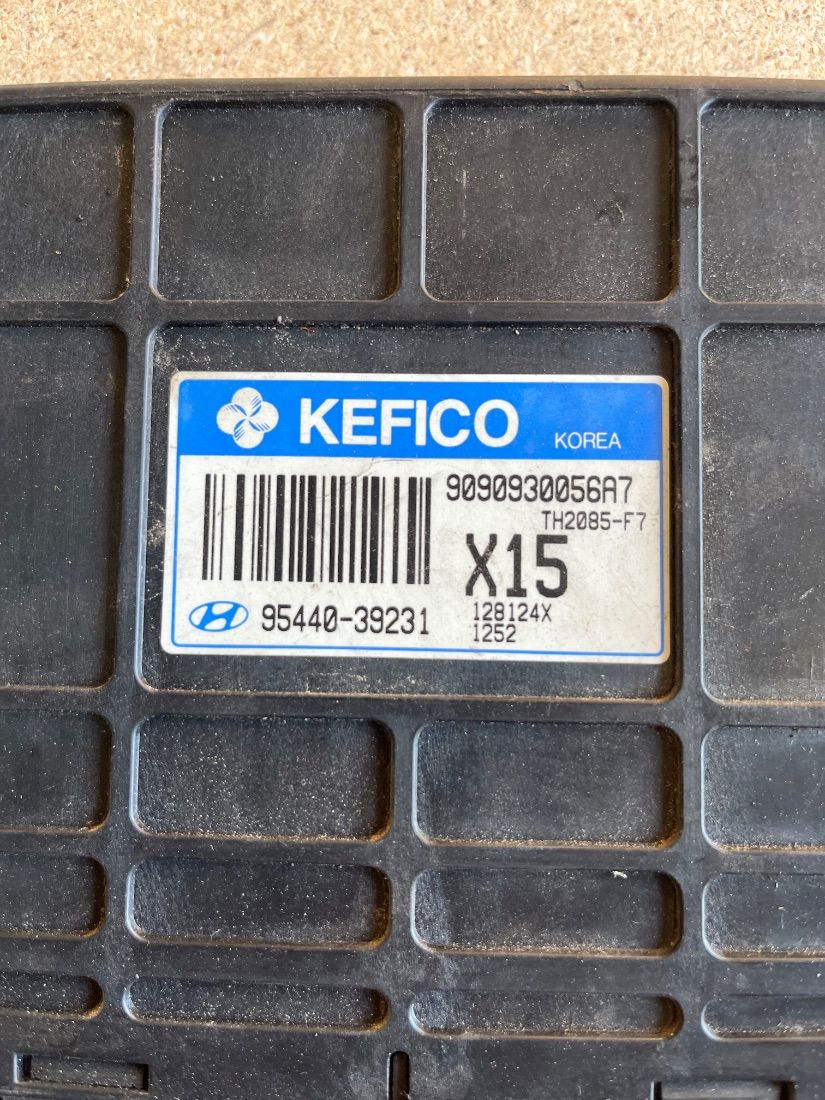 KEFICO KOREA
9090930056A7
TH2085-F7
X15
95440-39231
128124X
1252